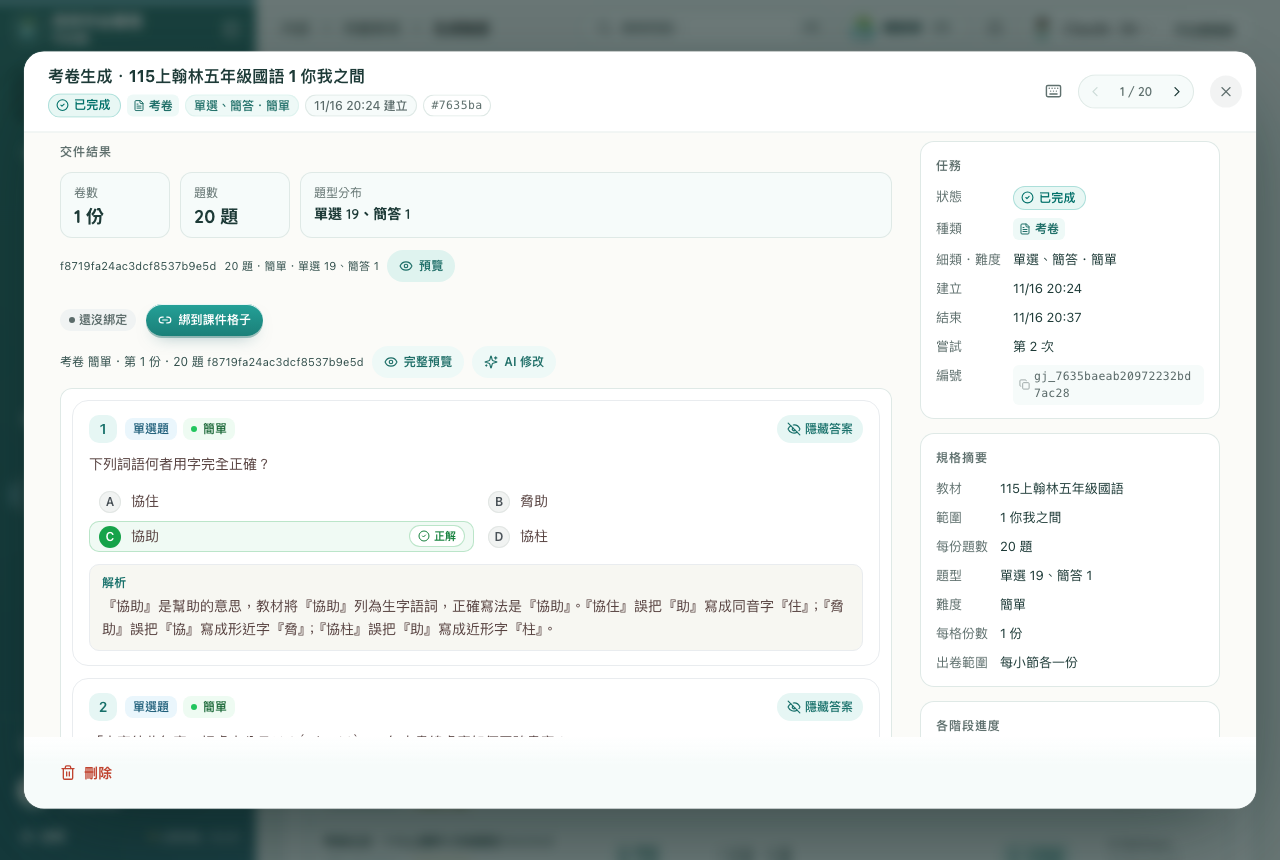 考卷生成 · 115上翰林五年級國語 1 你我之間
已完成 考卷 單選、簡答 · 簡單 11/16 20:24 建立 #7635ba
1 / 20
交件結果
卷數
1 份
題數
20 題
題型分布
單選 19、簡答 1
f8719fa24ac3dcf8537b9e5d 20 題 · 簡單 · 單選 19、簡答 1 預覽
還沒綁定 綁到課件格子
考卷 簡單 · 第 1 份 · 20 題 f8719fa24ac3dcf8537b9e5d 完整預覽 AI 修改
1 單選題 簡單 隱藏答案
下列詞語何者用字完全正確？
A 協住
B 脅助
C 協助 正解
D 協柱
解析
『協助』是幫助的意思，教材將『協助』列為生字語詞，正確寫法是『協助』。『協住』誤把『助』寫成同音字『住』；『脅
助』誤把『協』寫成形近字『脅』；『協柱』誤把『助』寫成近形字『柱』。
2 單選題 簡單 隱藏答案
刪除
任務
狀態 已完成
種類 考卷
細類 · 難度 單選、簡答 · 簡單
建立 11/16 20:24
結束 11/16 20:37
嘗試 第 2 次
編號 gj_7635baeab20972232bd
7ac28
規格摘要
教材 115上翰林五年級國語
範圍 1 你我之間
每份題數 20 題
題型 單選 19、簡答 1
難度 簡單
每格份數 1 份
出卷範圍 每小節各一份
各階段進度